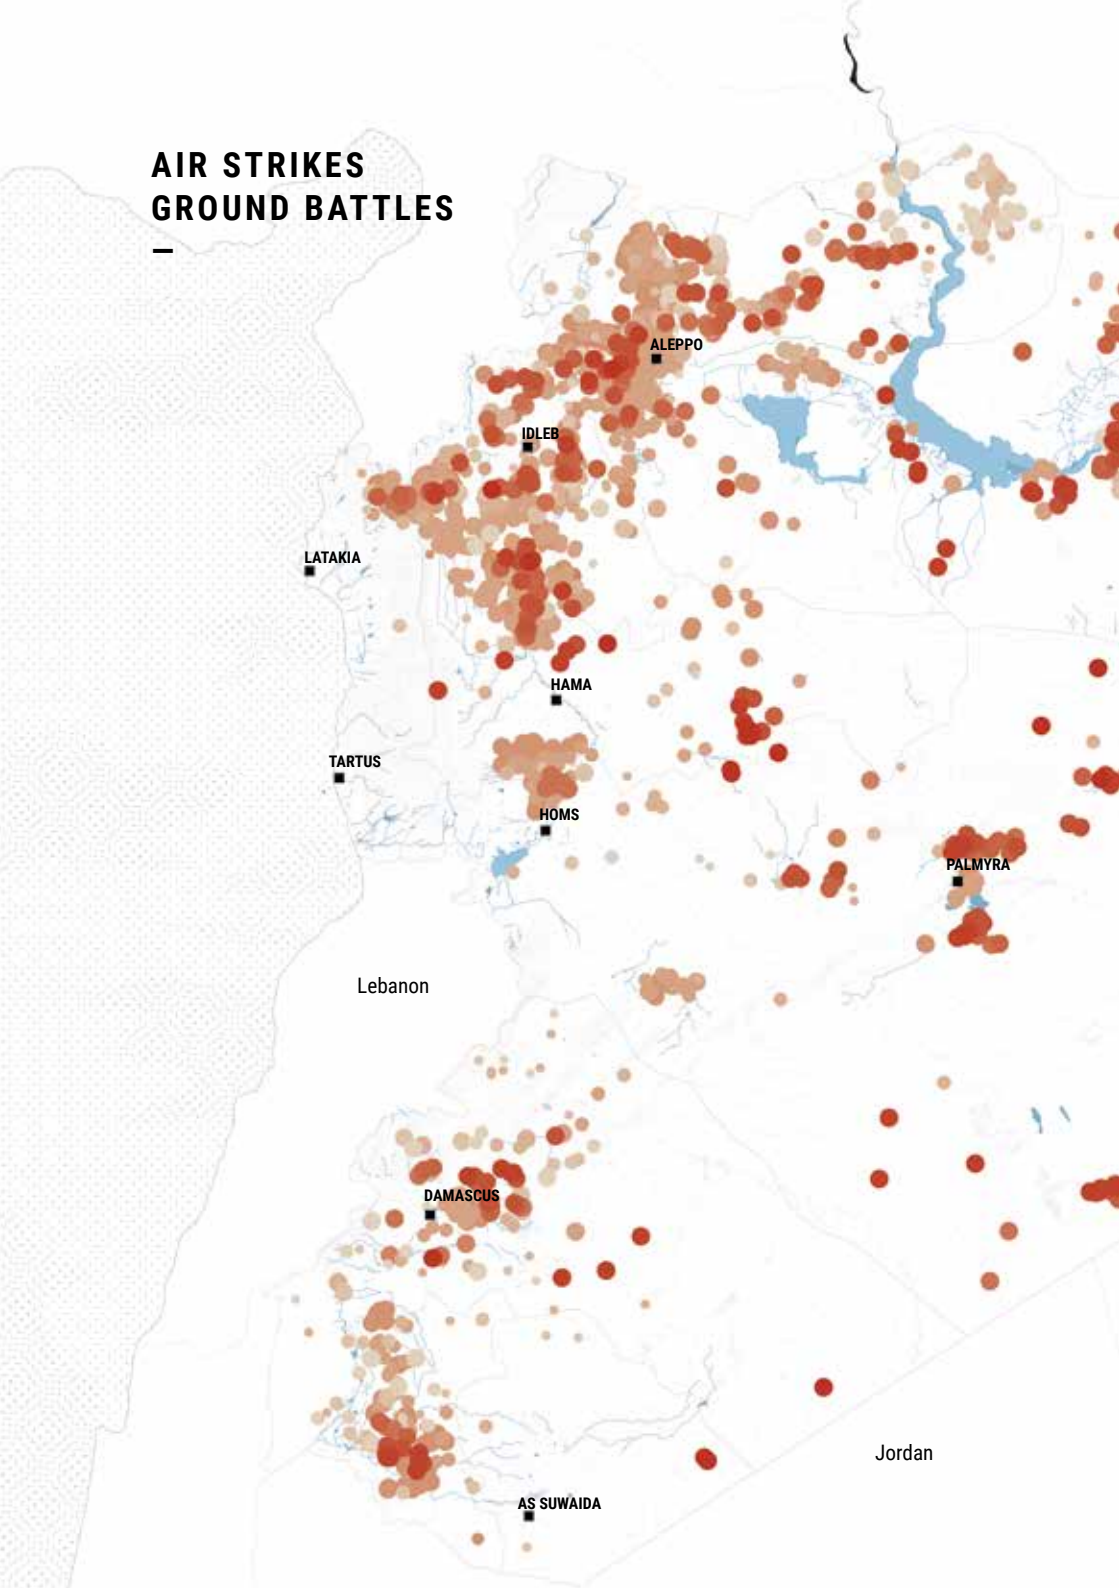 AIR STRIKES
GROUND BATTLES
ALEPPO
IDLEB
LATAKIA
HAMA
TARTUS
HOMS
PALMYRA
Lebanon
DAMASCUS
Jordan
AS SUWAIDA